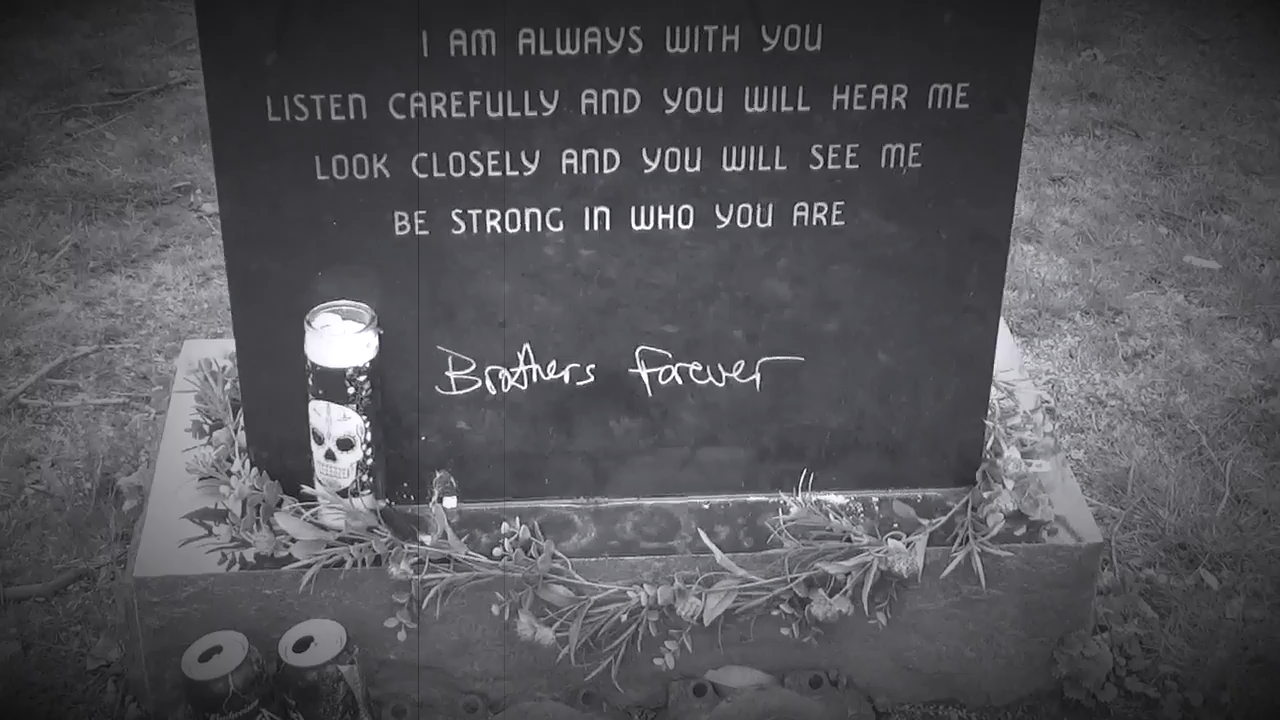 I AM ALWAYS WITH YOU
LISTEN CAREFULLY AND YOU WILL HEAR ME
LOOK CLOSELY AND YOU WILL SEE ME
BE STRONG IN WHO YOU ARE
Brothers Forever
Budweiser